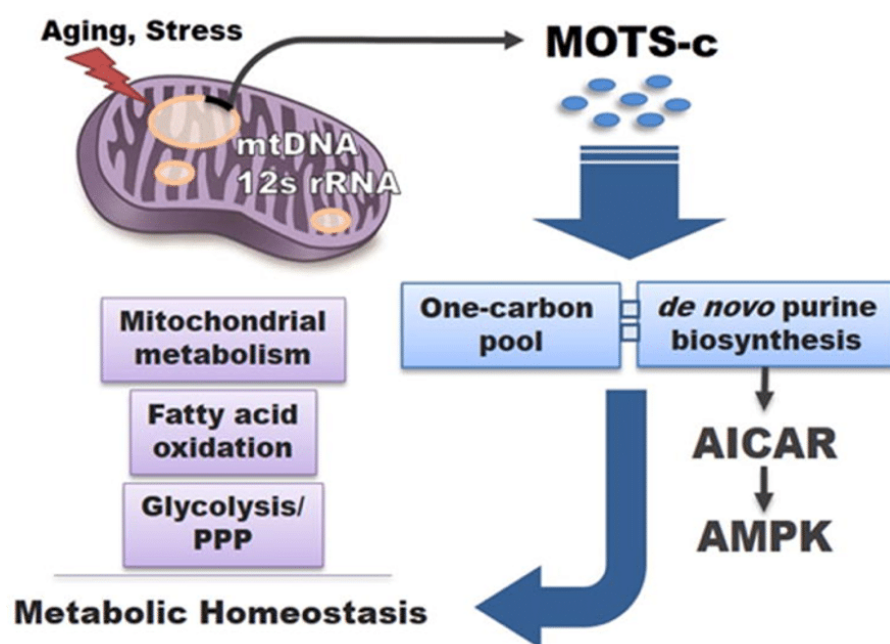 Aging, Stress
MOTS-c
mtDNA
12s rRNA
One-carbon
pool
de novo purine
biosynthesis
Mitochondrial
metabolism
Fatty acid
oxidation
Glycolysis/
PPP
AICAR
AMPK
Metabolic Homeostasis